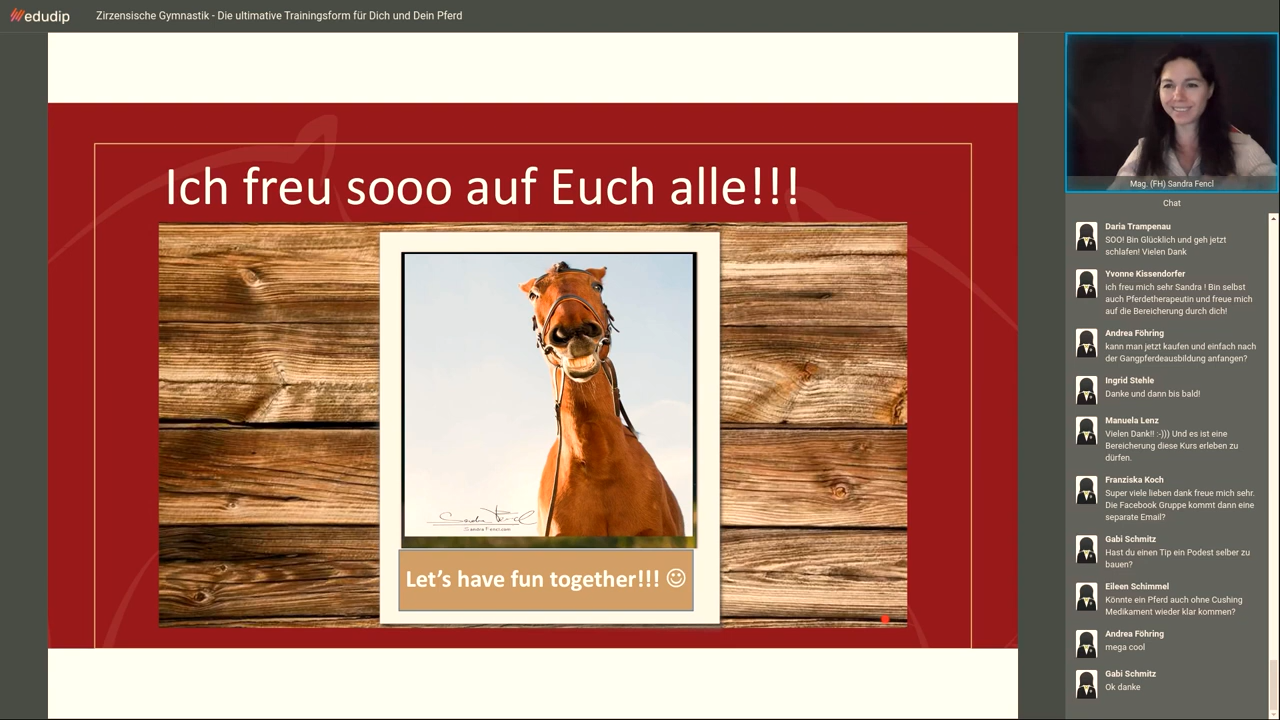 edudip
Zirzensische Gymnastik - Die ultimative Trainingsform für Dich und Dein Pferd
Ich freu sooo auf Euch alle!!!
Sandra Fencl
SandraFencl.com
Let's have fun together!!! ☺
Mag. (FH) Sandra Fencl
Chat
Daria Trampenau
SOO! Bin Glücklich und geh jetzt
schlafen! Vielen Dank
Yvonne Kissendorfer
ich freu mich sehr Sandra ! Bin selbst
auch Pferdetherapeutin und freue mich
auf die Bereicherung durch dich!
Andrea Föhring
kann man jetzt kaufen und einfach nach
der Gangpferdeausbildung anfangen?
Ingrid Stehle
Danke und dann bis bald!
Manuela Lenz
Vielen Dank!! :-))) Und es ist eine
Bereicherung diese Kurs erleben zu
dürfen.
Franziska Koch
Super viele lieben dank freue mich sehr.
Die Facebook Gruppe kommt dann eine
separate Email?
Gabi Schmitz
Hast du einen Tip ein Podest selber zu
bauen?
Eileen Schimmel
Könnte ein Pferd auch ohne Cushing
Medikament wieder klar kommen?
Andrea Föhring
mega cool
Gabi Schmitz
Ok danke